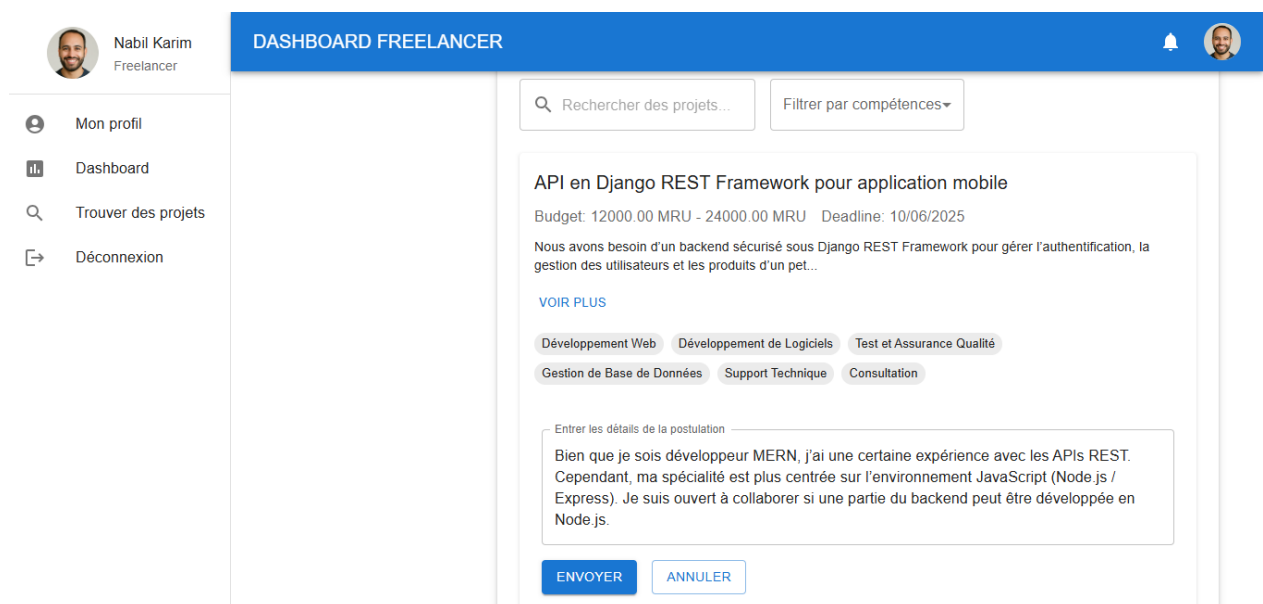 Nabil Karim
Freelancer
DASHBOARD FREELANCER
Mon profil
Dashboard
Trouver des projets
Déconnexion
Rechercher des projets...
Filtrer par compétences
API en Django REST Framework pour application mobile
Budget: 12000.00 MRU - 24000.00 MRU Deadline: 10/06/2025
Nous avons besoin d’un backend sécurisé sous Django REST Framework pour gérer l’authentification, la
gestion des utilisateurs et les produits d’un pet...
VOIR PLUS
Développement Web Développement de Logiciels Test et Assurance Qualité
Gestion de Base de Données Support Technique Consultation
Entrer les détails de la postulation
Bien que je sois développeur MERN, j’ai une certaine expérience avec les APIs REST.
Cependant, ma spécialité est plus centrée sur l’environnement JavaScript (Node.js /
Express). Je suis ouvert à collaborer si une partie du backend peut être développée en
Node.js.
ENVOYER ANNULER